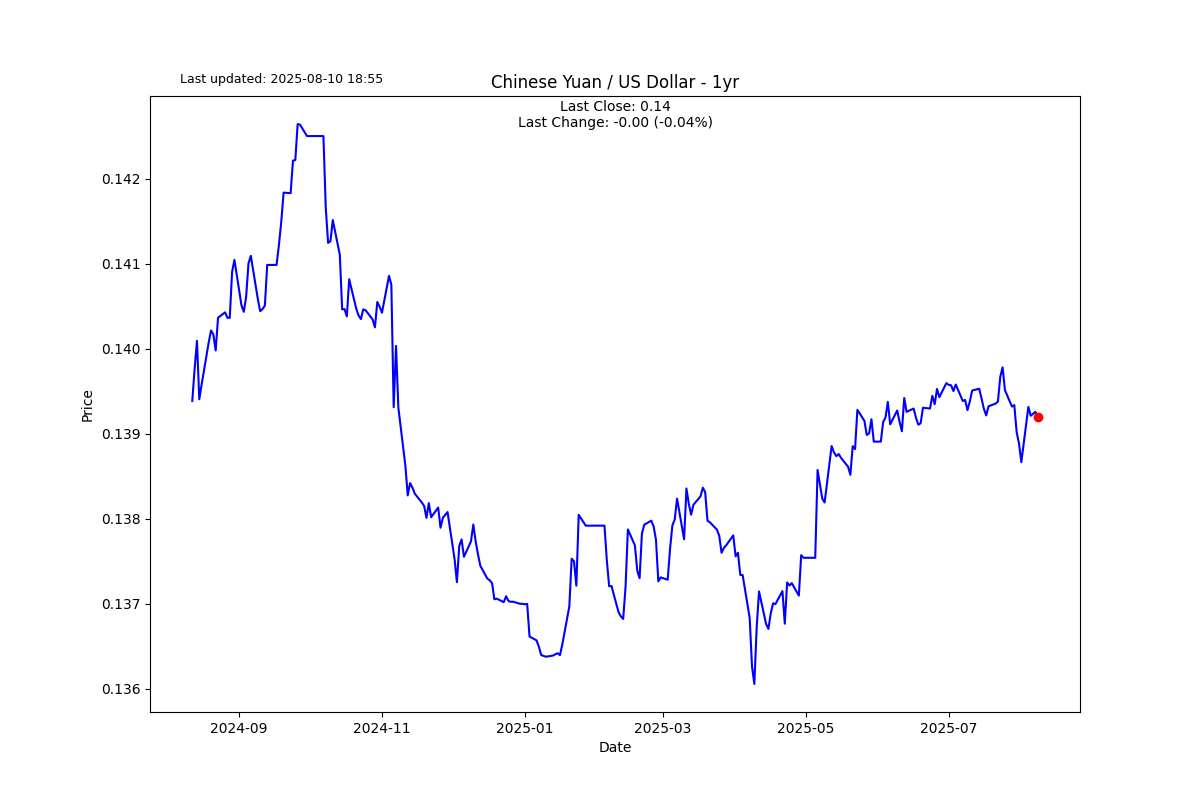 Last updated: 2025-08-10 18:55
Chinese Yuan / US Dollar - 1yr
Last Close: 0.14
Last Change: -0.00 (-0.04%)
Price
0.142
0.141
0.140
0.139
0.138
0.137
0.136
2024-09
2024-11
2025-01
2025-03
2025-05
2025-07
Date